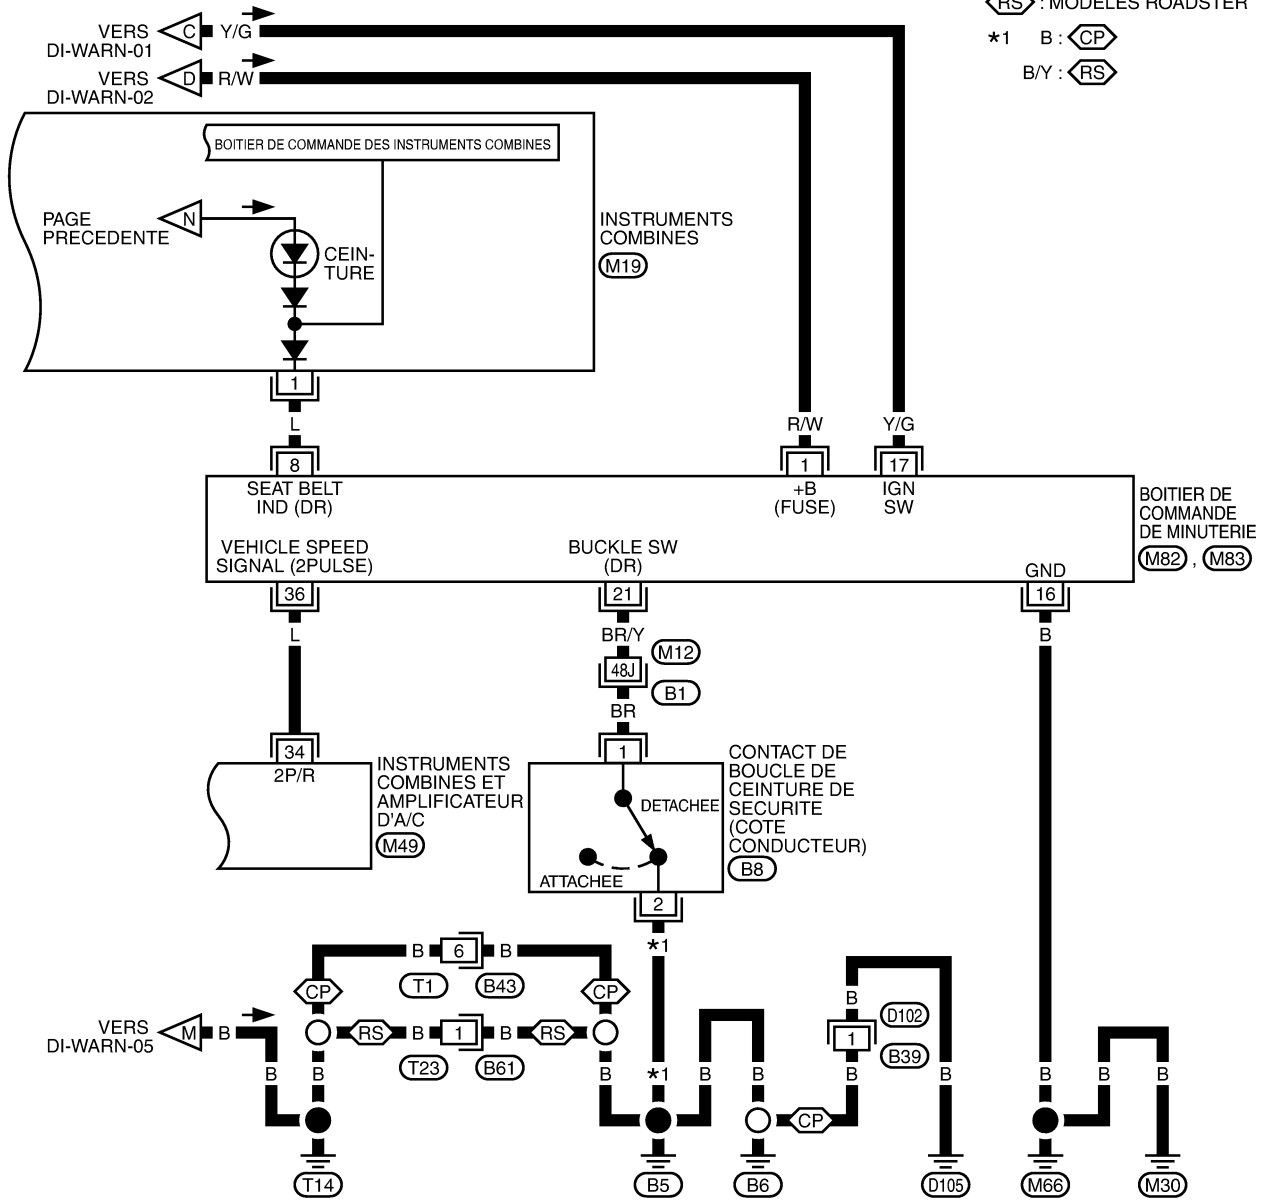 RS : MODELES ROADSTER
*1 B : CP
B/Y : RS
VERS
DI-WARN-01
C Y/G
VERS
DI-WARN-02
D R/W
BOITIER DE COMMANDE DES INSTRUMENTS COMBINES
PAGE
PRECEDENTE
N
CEIN-
TURE
INSTRUMENTS
COMBINES
M19
1
L
R/W
Y/G
8
1
17
SEAT BELT
IND (DR)
+B
(FUSE)
IGN
SW
BOITIER DE
COMMANDE
DE MINUTERIE
M82 , M83
VEHICLE SPEED
SIGNAL (2PULSE)
BUCKLE SW
(DR)
GND
36
21
16
L
BR/Y
B
M12
48J
B1
BR
34
2P/R
INSTRUMENTS
COMBINES ET
AMPLIFICATEUR
D'A/C
M49
1
DETACHEE
ATTACHEE
CONTACT DE
BOUCLE DE
CEINTURE DE
SECURITE
(COTE
CONDUCTEUR)
B8
2
*1
B 6 B
T1 B43
CP CP
VERS
DI-WARN-05
M B
RS B 1 B RS
T23 B61
B
D102
1
B39
B B B *1 B B B B B B B
CP
T14 B5 B6 D105 M66 M30